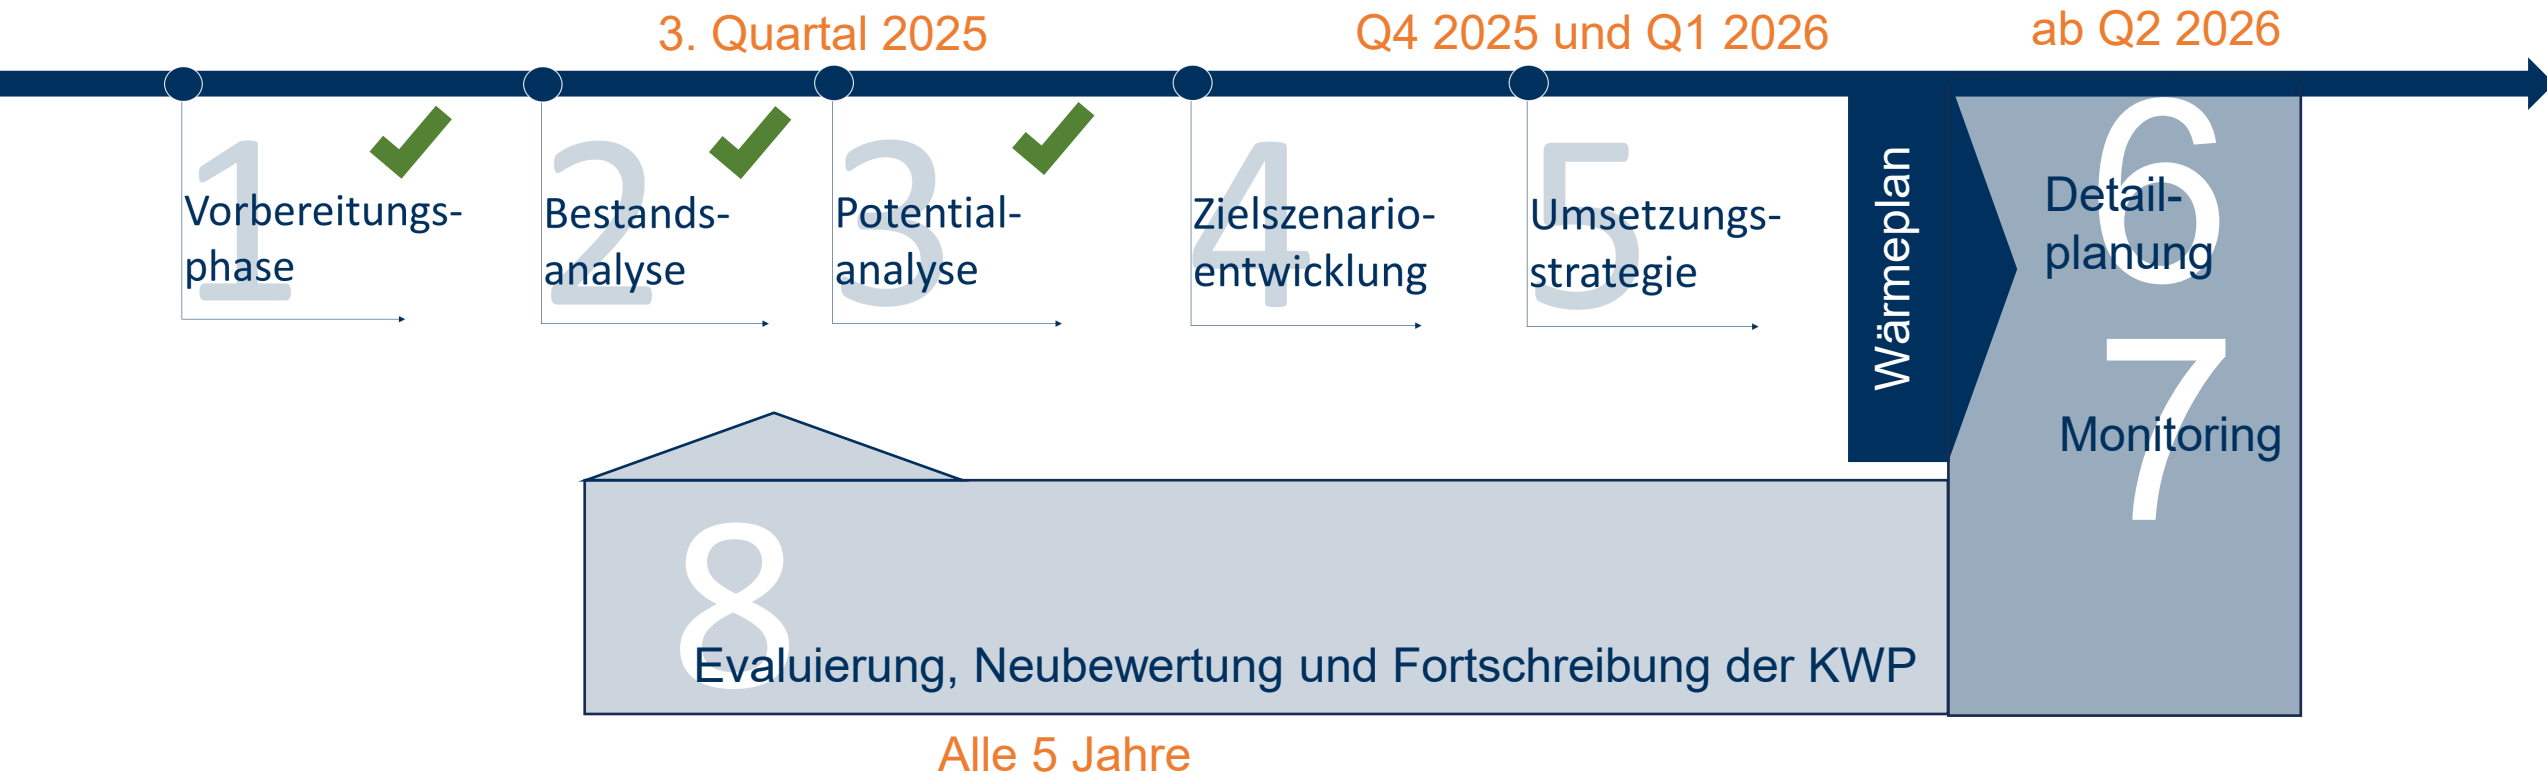 3. Quartal 2025
Q4 2025 und Q1 2026
ab Q2 2026
1
Vorbereitungs-
phase
2
Bestands-
analyse
3
Potential-
analyse
4
Zielszenario-
entwicklung
5
Umsetzungs-
strategie
Wärmeplan
6
Detail-
planung
7
Monitoring
8
Evaluierung, Neubewertung und Fortschreibung der KWP
Alle 5 Jahre